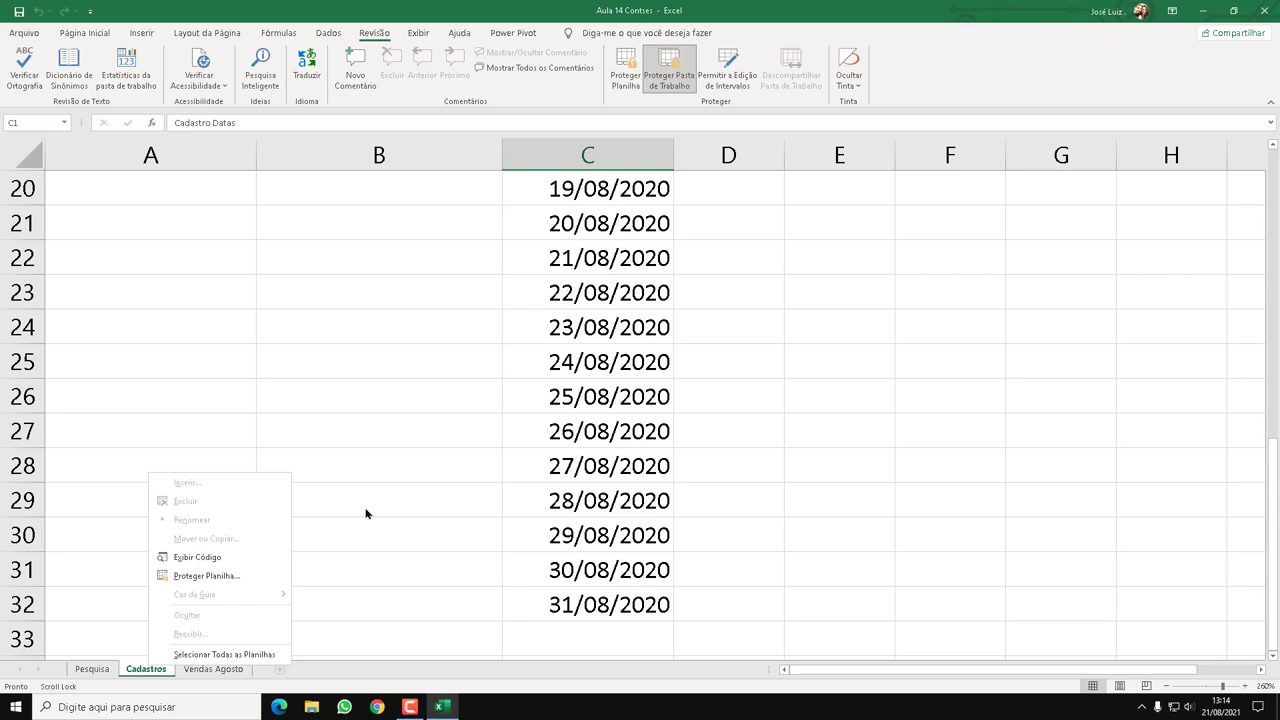 Aula 14 Contses - Excel
José Luiz .
Arquivo Página Inicial Inserir Layout da Página Fórmulas Dados Revisão Exibir Ajuda Power Pivot Diga-me o que você deseja fazer Compartilhar
ABC
123
Verificar Ortografia
Dicionário de Sinônimos
Estatísticas da pasta de trabalho
Verificar Acessibilidade
Pesquisa Inteligente
Traduzir
Novo Comentário
Excluir
Anterior
Próximo
Mostrar/Ocultar Comentário
Mostrar Todos os Comentários
Proteger Planilha
Proteger Pasta de Trabalho
Permitir a Edição de Intervalos
Descompartilhar Pasta de Trabalho
Ocultar Tinta
Revisão de Texto Acessibilidade Ideias Idioma Comentários Proteger Tinta
C1 fx Cadastro Datas
A B C D E F G H
20 19/08/2020
21 20/08/2020
22 21/08/2020
23 22/08/2020
24 23/08/2020
25 24/08/2020
26 25/08/2020
27 26/08/2020
28 27/08/2020
29 28/08/2020
30 29/08/2020
31 30/08/2020
32 31/08/2020
33
Inserir...
Excluir
Renomear
Mover ou Copiar...
Exibir Código
Proteger Planilha...
Cor da Guia
Ocultar
Reexibir...
Selecionar Todas as Planilhas
Pesquisa Cadastros Vendas Agosto
Pronto Scroll Lock 260%
Digite aqui para pesquisar
13:14
21/08/2021